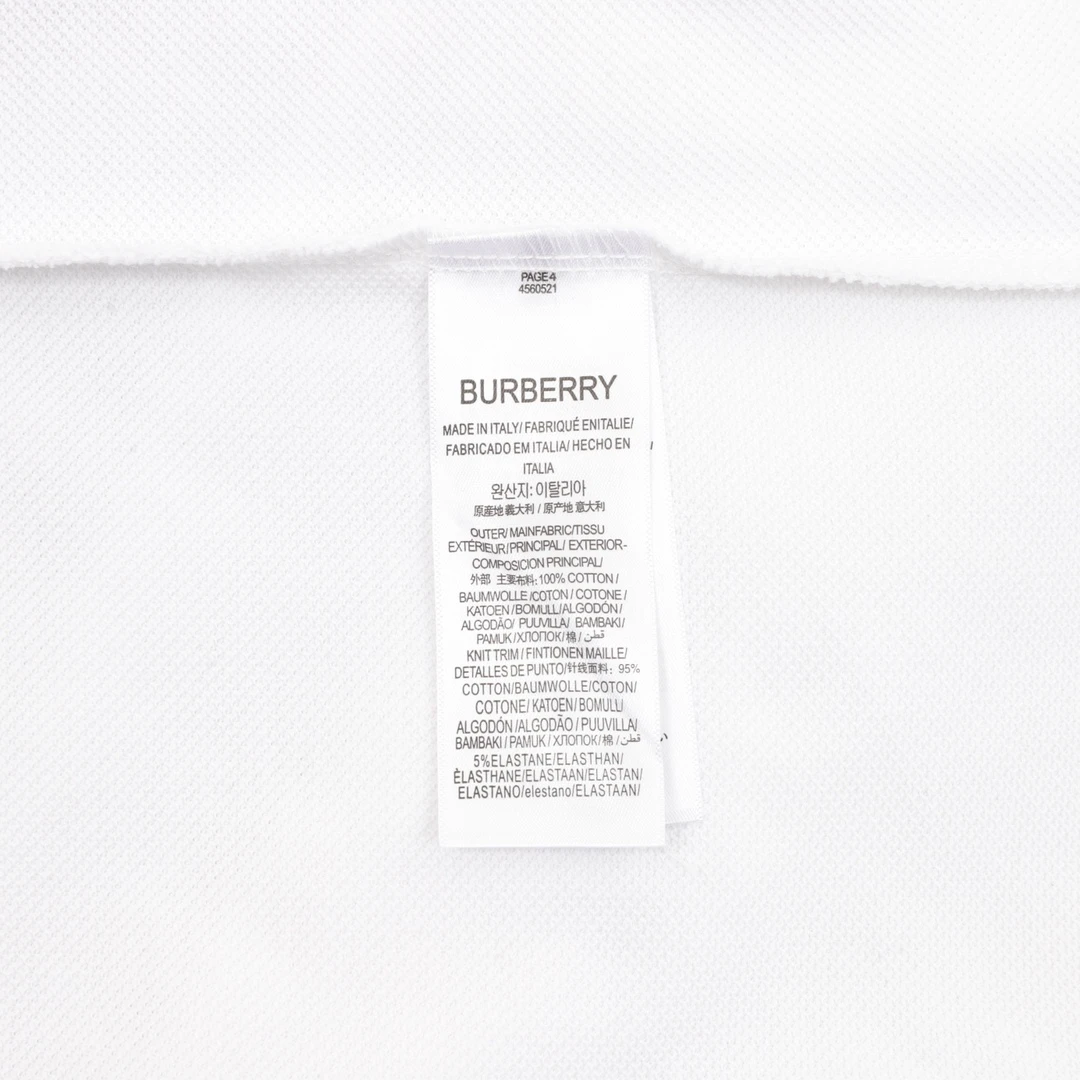 PAGE4
4560521
BURBERRY
MADE IN ITALY/ FABRIQUÉ ENITALIE/
FABRICADO EM ITALIA/ HECHO EN
ITALIA
완산지: 이탈리아
原産地 義大利 / 原产地 意大利
OUTER/ MAINFABRIC/TISSU
EXTÉRIEUR/PRINCIPAL/ EXTERIOR-
COMPOSICION PRINCIPAL/
外部 主要布料: 100% COTTON /
BAUMWOLLE /COTON / COTONE /
KATOEN /BOMULL/ALGODÓN/
ALGODÃO/ PUUVILLA/ BAMBAKI/
PAMUK /ХЛОПОК/棉 / قطن
KNIT TRIM / FINTIONEN MAILLE/
DETALLES DE PUNTO/针线面料: 95%
COTTON/BAUMWOLLE/COTON/
COTONE/ KATOEN/ BOMULL/
ALGODÓN /ALGODÃO / PUUVILLA/
BAMBAKI / PAMUK / ХЛОПОК/棉 /قطن
5%ELASTANE/ELASTHAN/
ÈLASTHANE/ELASTAAN/ELASTAN/
ELASTANO/elestano/ELASTAAN/